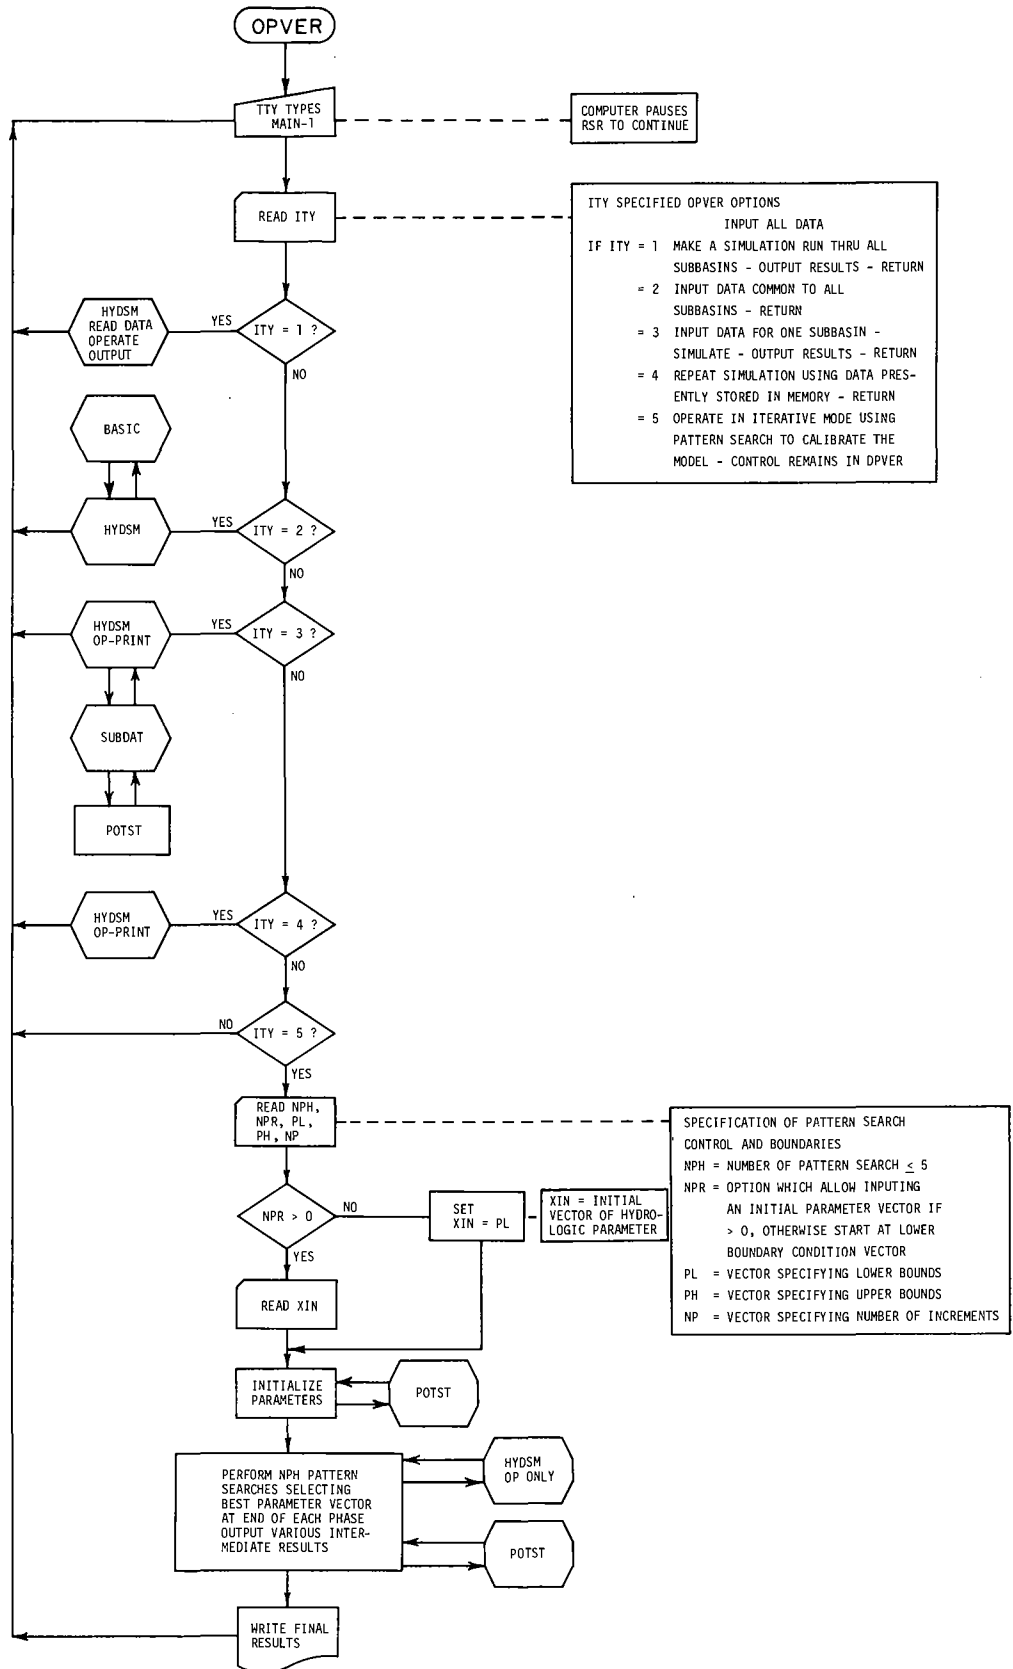 OPVER
TTY TYPES
MAIN-1
COMPUTER PAUSES
RSR TO CONTINUE
READ ITY
ITY SPECIFIED OPVER OPTIONS
INPUT ALL DATA
IF ITY = 1 MAKE A SIMULATION RUN THRU ALL
SUBBASINS - OUTPUT RESULTS - RETURN
= 2 INPUT DATA COMMON TO ALL
SUBBASINS - RETURN
= 3 INPUT DATA FOR ONE SUBBASIN -
SIMULATE - OUTPUT RESULTS - RETURN
= 4 REPEAT SIMULATION USING DATA PRES-
ENTLY STORED IN MEMORY - RETURN
= 5 OPERATE IN ITERATIVE MODE USING
PATTERN SEARCH TO CALIBRATE THE
MODEL - CONTROL REMAINS IN DPVER
HYDSM
READ DATA
OPERATE
OUTPUT
YES
ITY = 1 ?
NO
BASIC
HYDSM
YES
ITY = 2 ?
NO
HYDSM
OP-PRINT
YES
ITY = 3 ?
NO
SUBDAT
POTST
HYDSM
OP-PRINT
YES
ITY = 4 ?
NO
NO
ITY = 5 ?
YES
READ NPH,
NPR, PL,
PH, NP
SPECIFICATION OF PATTERN SEARCH
CONTROL AND BOUNDARIES
NPH = NUMBER OF PATTERN SEARCH ≤ 5
NPR = OPTION WHICH ALLOW INPUTING
AN INITIAL PARAMETER VECTOR IF
> 0, OTHERWISE START AT LOWER
BOUNDARY CONDITION VECTOR
PL = VECTOR SPECIFYING LOWER BOUNDS
PH = VECTOR SPECIFYING UPPER BOUNDS
NP = VECTOR SPECIFYING NUMBER OF INCREMENTS
NPR > 0
NO
SET
XIN = PL
XIN = INITIAL
VECTOR OF HYDRO-
LOGIC PARAMETER
YES
READ XIN
INITIALIZE
PARAMETERS
POTST
PERFORM NPH PATTERN
SEARCHES SELECTING
BEST PARAMETER VECTOR
AT END OF EACH PHASE
OUTPUT VARIOUS INTER-
MEDIATE RESULTS
HYDSM
OP ONLY
POTST
WRITE FINAL
RESULTS